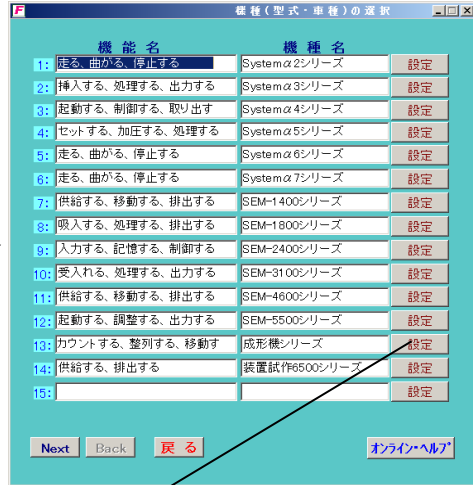 F 様種(型式・車種)の選択
機能名 機種名
1: 走る、曲がる、停止する Systemα2シリーズ 設定
2: 挿入する、処理する、出力する Systemα3シリーズ 設定
3: 起動する、制御する、取り出す Systemα4シリーズ 設定
4: セットする、加圧する、処理する Systemα5シリーズ 設定
5: 走る、曲がる、停止する Systemα6シリーズ 設定
6: 走る、曲がる、停止する Systemα7シリーズ 設定
7: 供給する、移動する、排出する SEM-1400シリーズ 設定
8: 吸入する、処理する、排出する SEM-1800シリーズ 設定
9: 入力する、記憶する、制御する SEM-2400シリーズ 設定
10: 受入れる、処理する、出力する SEM-3100シリーズ 設定
11: 供給する、移動する、排出する SEM-4600シリーズ 設定
12: 起動する、調整する、出力する SEM-5500シリーズ 設定
13: カウントする、整列する、移動す 成形機シリーズ 設定
14: 供給する、排出する 装置試作6500シリーズ 設定
15: 設定
Next Back 戻る オンライン・ヘルプ